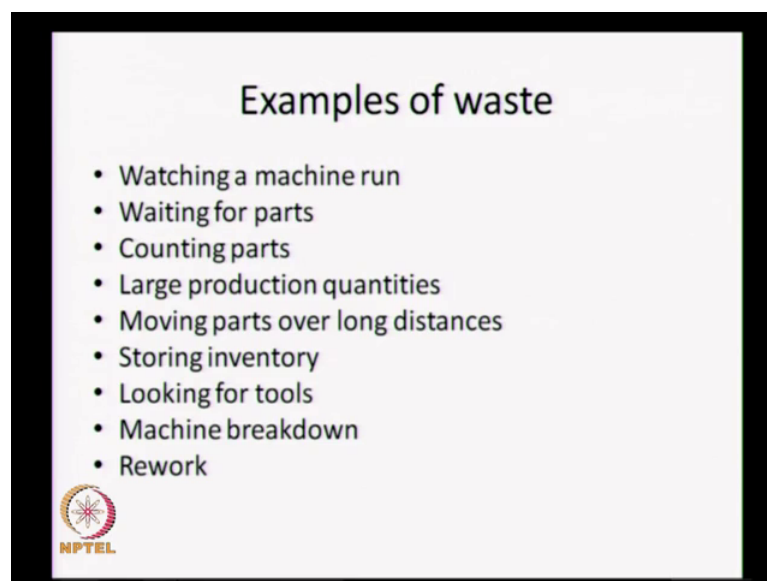 Examples of waste
• Watching a machine run
• Waiting for parts
• Counting parts
• Large production quantities
• Moving parts over long distances
• Storing inventory
• Looking for tools
• Machine breakdown
• Rework
NPTEL